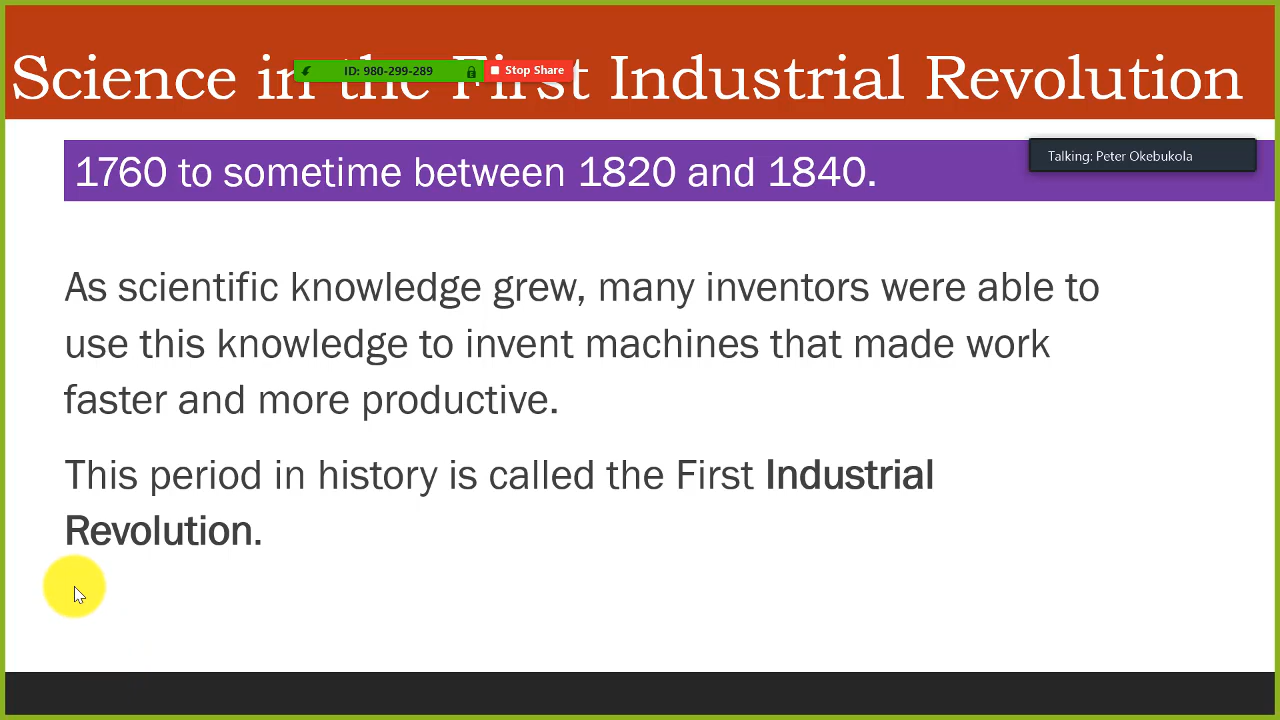 Science in the First Industrial Revolution
ID: 980-299-289
Stop Share
Talking: Peter Okebukola
1760 to sometime between 1820 and 1840.
As scientific knowledge grew, many inventors were able to
use this knowledge to invent machines that made work
faster and more productive.
This period in history is called the First Industrial
Revolution.